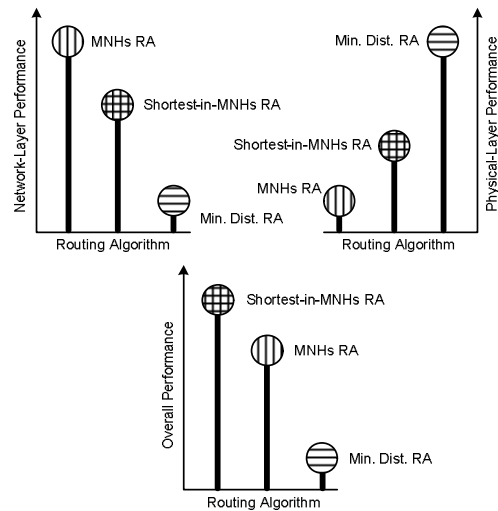 Network-Layer Performance
MNHs RA
Shortest-in-MNHs RA
Min. Dist. RA
Routing Algorithm
Min. Dist. RA
Shortest-in-MNHs RA
MNHs RA
Physical-Layer Performance
Routing Algorithm
Overall Performance
Shortest-in-MNHs RA
MNHs RA
Min. Dist. RA
Routing Algorithm